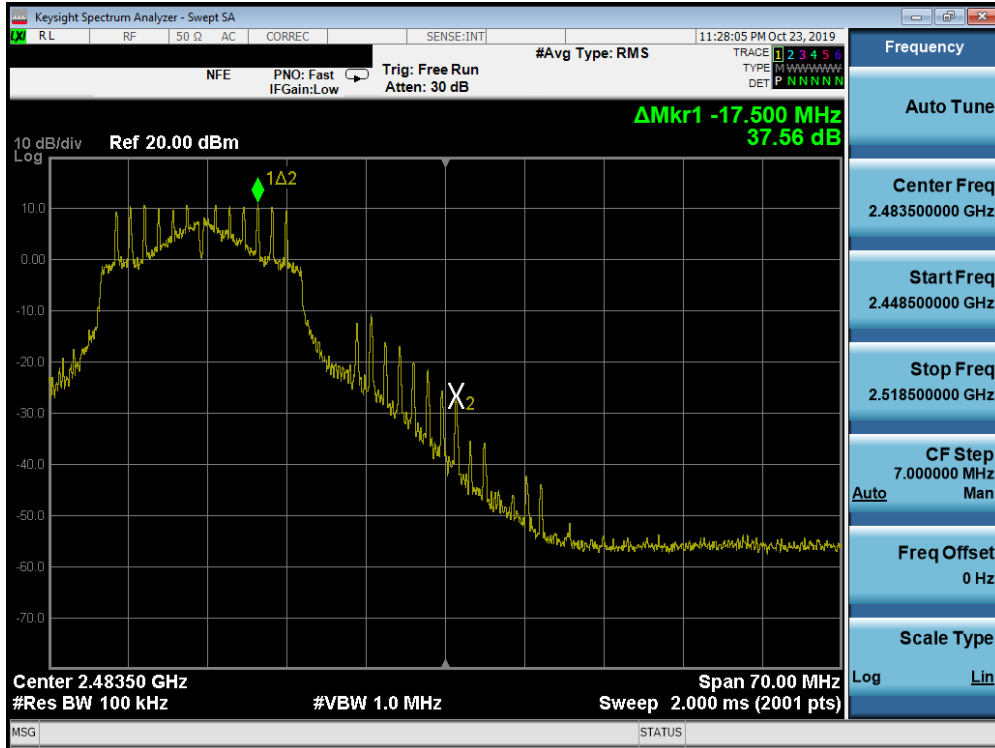 Keysight Spectrum Analyzer - Swept SA
LXI RL RF 50 Ω AC CORREC SENSE:INT 11:28:05 PM Oct 23, 2019
NFE PNO: Fast IFGain:Low
Trig: Free Run
Atten: 30 dB
#Avg Type: RMS
TRACE 1 2 3 4 5 6
TYPE M W W W W W
DET P N N N N N
ΔMkr1 -17.500 MHz
37.56 dB
10 dB/div Ref 20.00 dBm
Log
1Δ2
10.0
0.00
-10.0
-20.0
-30.0
X2
-40.0
-50.0
-60.0
-70.0
Center 2.48350 GHz Span 70.00 MHz
#Res BW 100 kHz #VBW 1.0 MHz Sweep 2.000 ms (2001 pts)
MSG STATUS
Frequency
Auto Tune
Center Freq
2.483500000 GHz
Start Freq
2.448500000 GHz
Stop Freq
2.518500000 GHz
CF Step
7.000000 MHz
Auto Man
Freq Offset
0 Hz
Scale Type
Log Lin